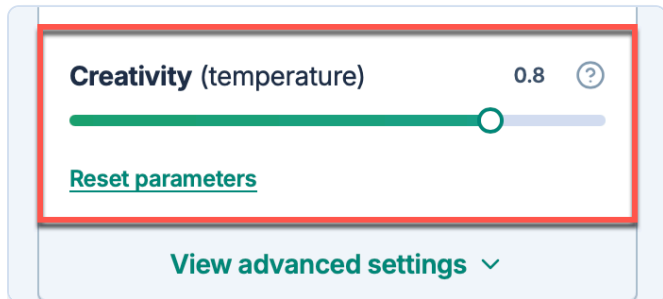 Creativity (temperature) 0.8 ?
Reset parameters
View advanced settings